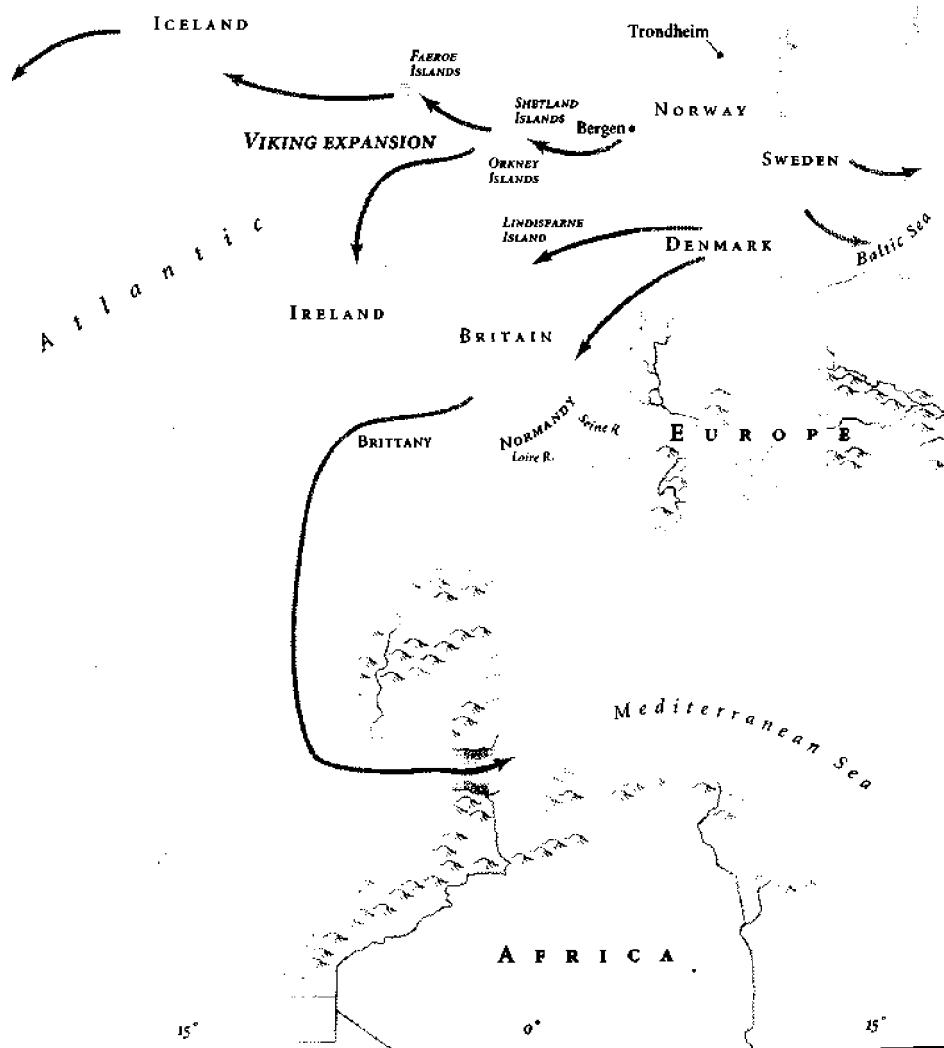 ICELAND
Trondheim
FAEROE
ISLANDS
SHETLAND
ISLANDS
NORWAY
Bergen
VIKING EXPANSION
SWEDEN
ORKNEY
ISLANDS
LINDISFARNE
ISLAND
DENMARK
Baltic Sea
Atlantic
IRELAND
BRITAIN
NORMANDY
Seine R.
EUROPE
BRITTANY
Loire R.
Mediterranean Sea
AFRICA
15°
0°
15°